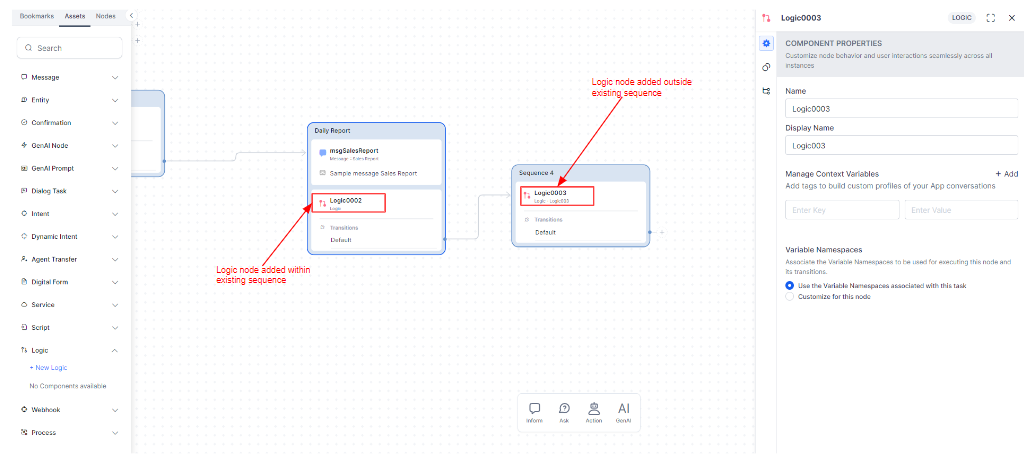 Bookmarks Assets Nodes
Search
Message
Entity
Confirmation
GenAI Node
GenAI Prompt
Dialog Task
Intent
Dynamic Intent
Agent Transfer
Digital Form
Service
Script
Logic
+ New Logic
No Components available
Webhook
Process
Daily Report
msgSalesReport
Message - Sales Report
Sample message Sales Report
Logic0002
Logic
Transitions
Default
Logic node added within
existing sequence
Logic node added outside
existing sequence
Sequence 4
Logic0003
Logic - Logic003
Transitions
Default
Inform Ask Action GenAI
AI
Logic0003 LOGIC
COMPONENT PROPERTIES
Customize node behavior and user interactions seamlessly across all
instances
Name
Logic0003
Display Name
Logic003
Manage Context Variables + Add
Add tags to build custom profiles of your App conversations
Enter Key Enter Value
Variable Namespaces
Associate the Variable Namespaces to be used for executing this node and
its transitions.
Use the Variable Namespaces associated with this task
Customize for this node